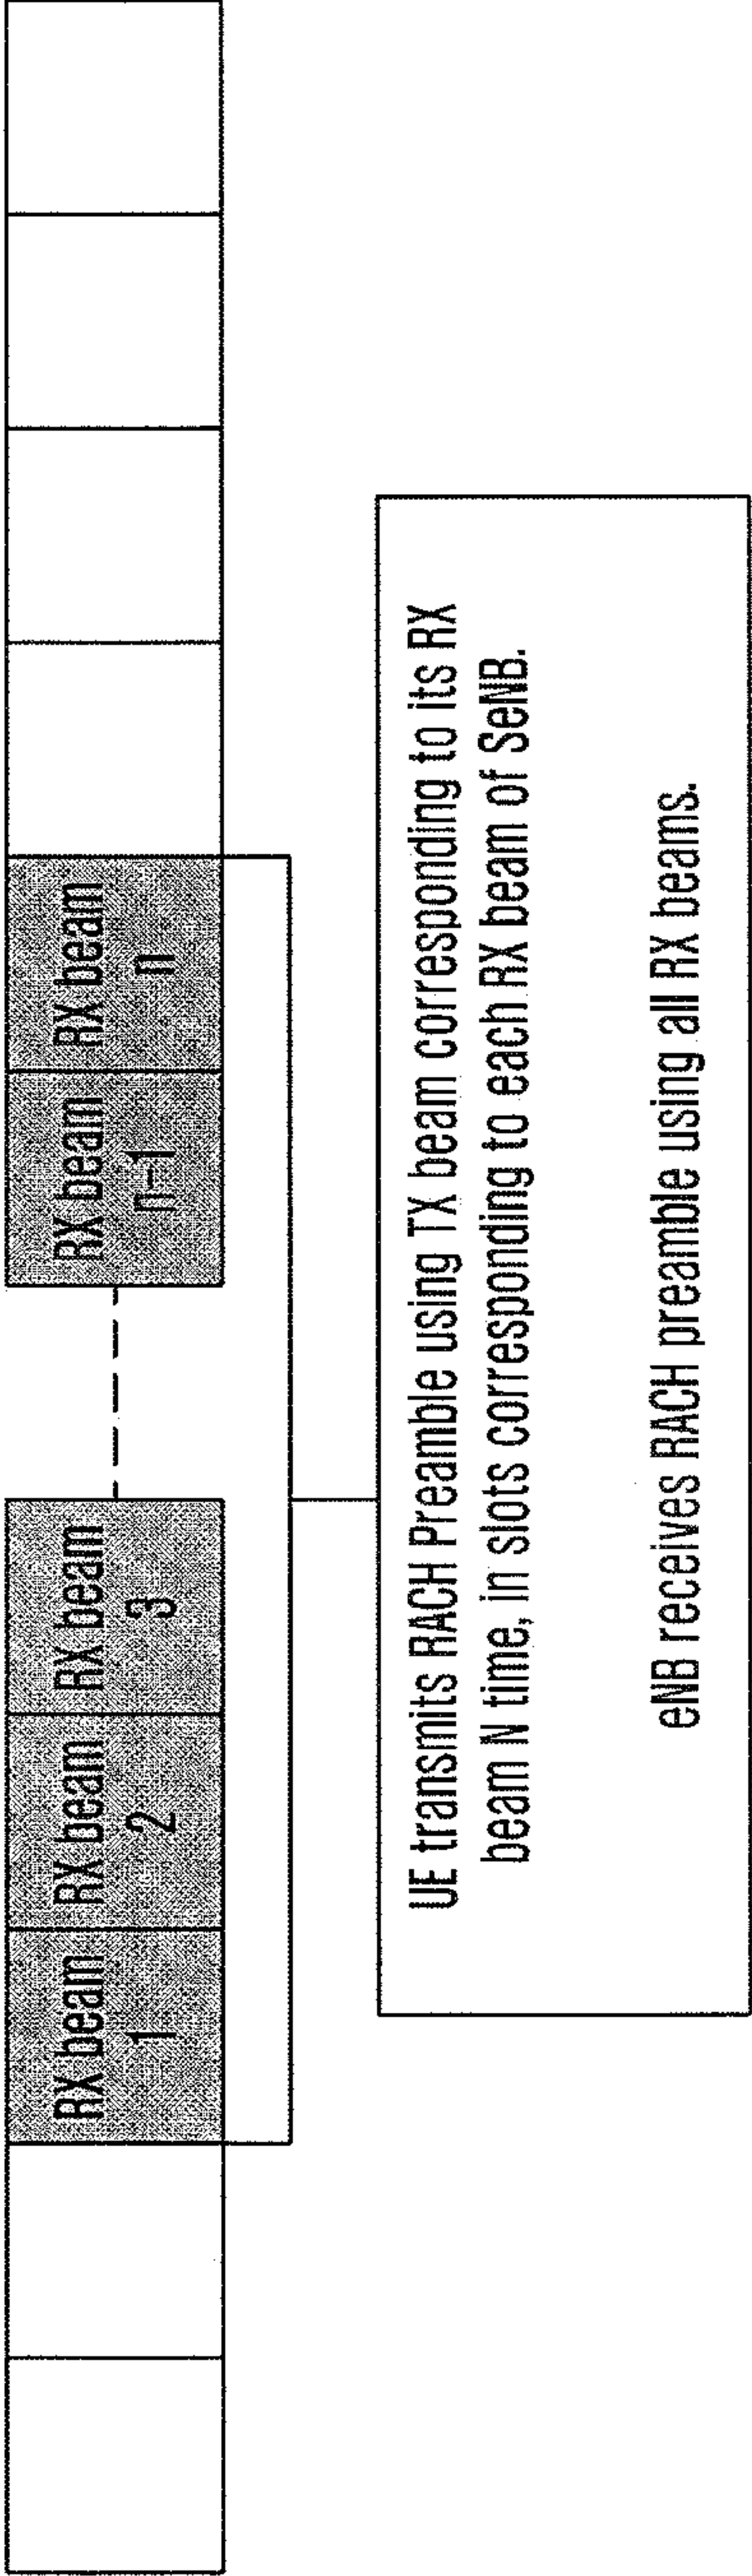 RX beam
1
RX beam
2
RX beam
3
RX beam
n-1
RX beam
n
UE transmits RACH Preamble using TX beam corresponding to its RX
beam N time, in slots corresponding to each RX beam of SeNB.
eNB receives RACH preamble using all RX beams.